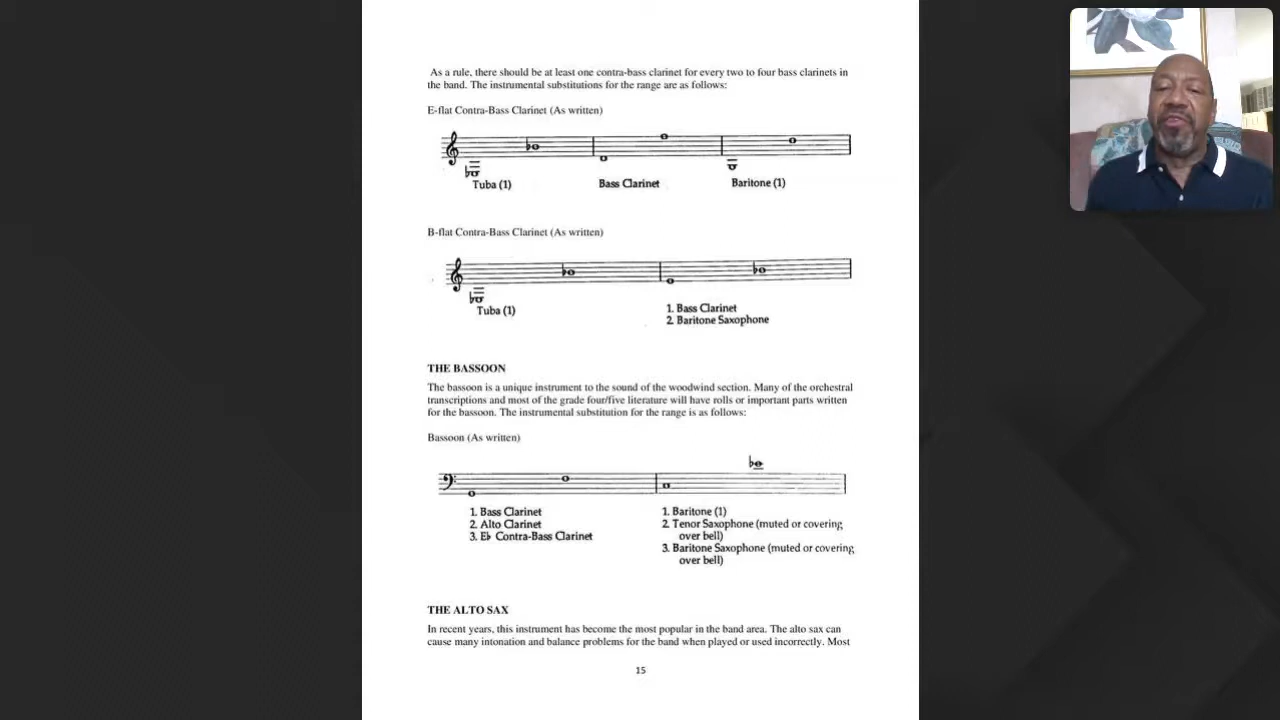 As a rule, there should be at least one contra-bass clarinet for every two to four bass clarinets in
the band. The instrumental substitutions for the range are as follows:
E-flat Contra-Bass Clarinet (As written)
Tuba (1) Bass Clarinet Baritone (1)
B-flat Contra-Bass Clarinet (As written)
Tuba (1)
1. Bass Clarinet
2. Baritone Saxophone
THE BASSOON
The bassoon is a unique instrument to the sound of the woodwind section. Many of the orchestral
transcriptions and most of the grade four/five literature will have rolls or important parts written
for the bassoon. The instrumental substitution for the range is as follows:
Bassoon (As written)
1. Bass Clarinet
2. Alto Clarinet
3. E♭ Contra-Bass Clarinet
1. Baritone (1)
2. Tenor Saxophone (muted or covering
over bell)
3. Baritone Saxophone (muted or covering
over bell)
THE ALTO SAX
In recent years, this instrument has become the most popular in the band area. The alto sax can
cause many intonation and balance problems for the band when played or used incorrectly. Most
15